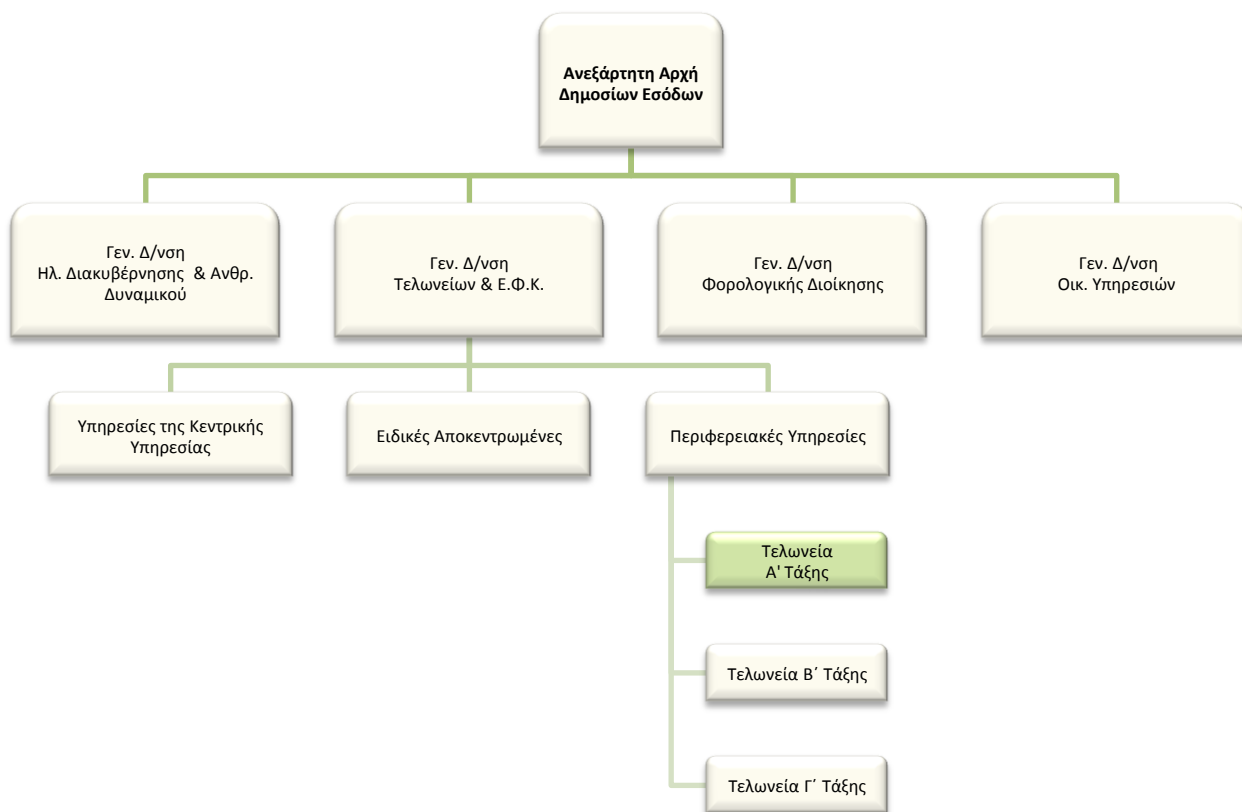 Ανεξάρτητη Αρχή
Δημοσίων Εσόδων
Γεν. Δ/νση
Ηλ. Διακυβέρνησης & Ανθρ.
Δυναμικού
Γεν. Δ/νση
Τελωνείων & Ε.Φ.Κ.
Γεν. Δ/νση
Φορολογικής Διοίκησης
Γεν. Δ/νση
Οικ. Υπηρεσιών
Υπηρεσίες της Κεντρικής
Υπηρεσίας
Ειδικές Αποκεντρωμένες
Περιφερειακές Υπηρεσίες
Τελωνεία
Α' Τάξης
Τελωνεία Β΄ Τάξης
Τελωνεία Γ΄ Τάξης